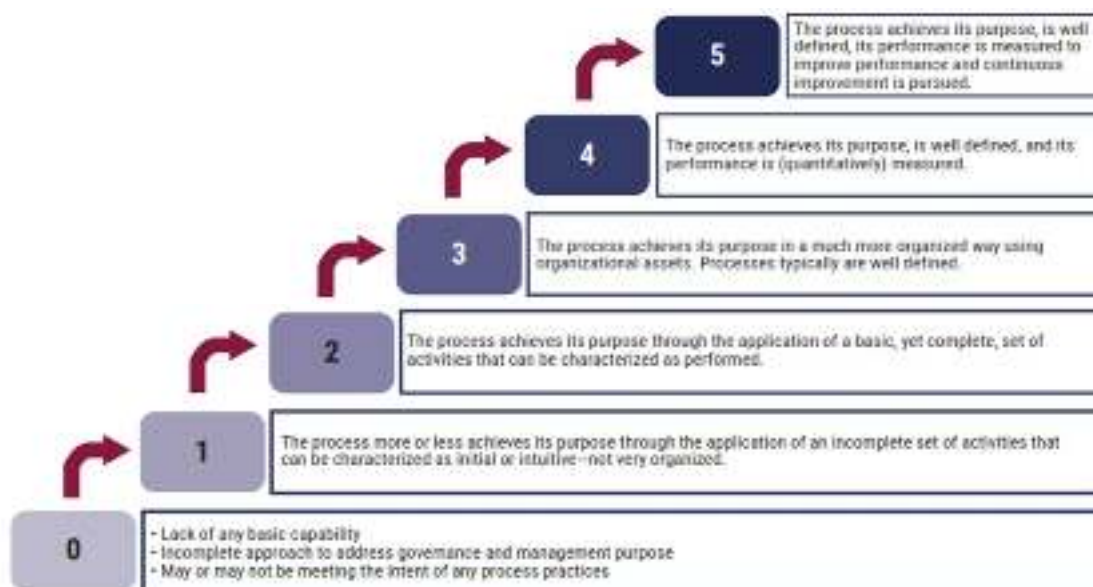 5
The process achieves its purpose, is well
defined, its performance is measured to
improve performance and continuous
improvement is pursued.
4
The process achieves its purpose, is well defined, and its
performance is (quantitatively) measured.
3
The process achieves its purpose in a much more organized way using
organizational assets. Processes typically are well defined.
2
The process achieves its purpose through the application of a basic, yet complete, set of
activities that can be characterized as performed.
1
The process more or less achieves its purpose through the application of an incomplete set of activities that
can be characterized as initial or intuitive—not very organized.
0
• Lack of any basic capability
• Incomplete approach to address governance and management purpose
• May or may not be meeting the intent of any process practices